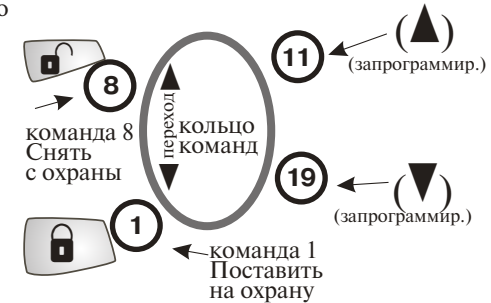 о
8
11
(▲)
(запрограммир.)
переход
кольцо
команд
команда 8
Снять
с охраны
19
(▼)
(запрограммир.)
1
команда 1
Поставить
на охрану